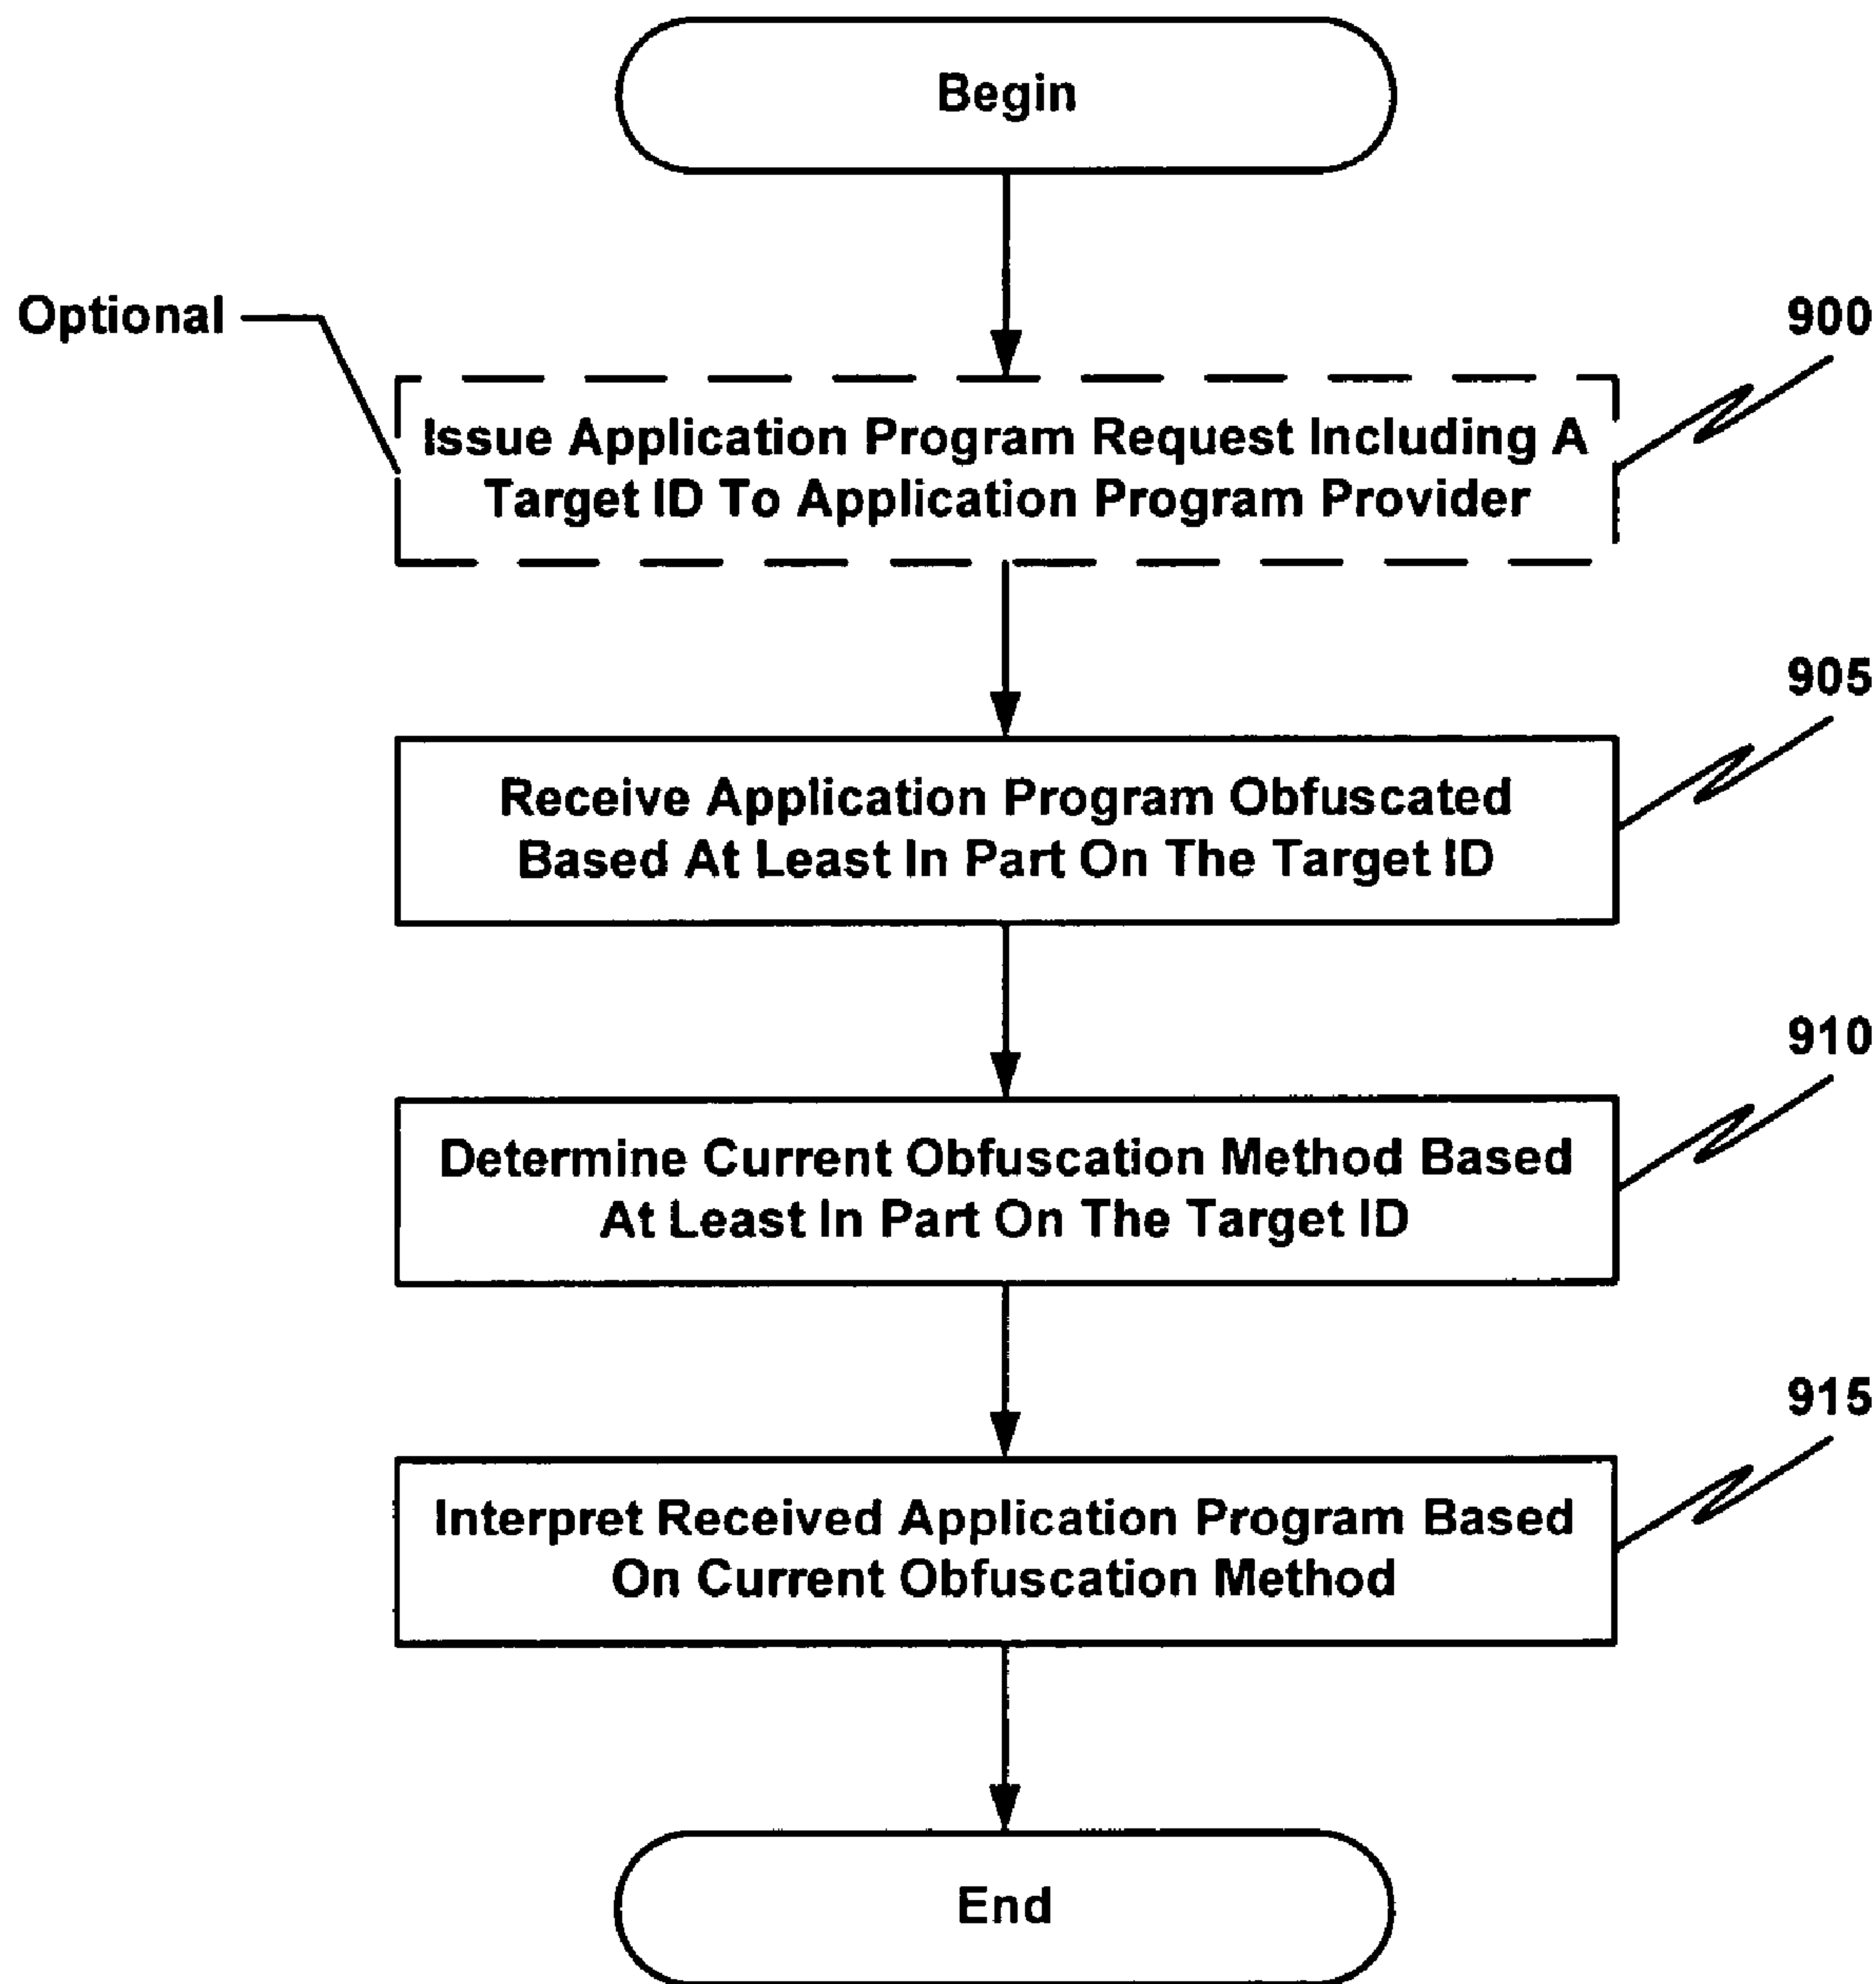 Begin
Optional
900
Issue Application Program Request Including A
Target ID To Application Program Provider
905
Receive Application Program Obfuscated
Based At Least In Part On The Target ID
910
Determine Current Obfuscation Method Based
At Least In Part On The Target ID
915
Interpret Received Application Program Based
On Current Obfuscation Method
End